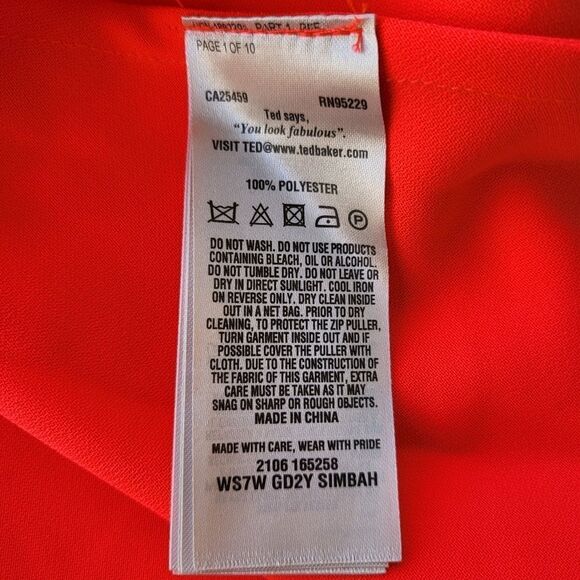 PART 1
PAGE 1 OF 10
CA25459 RN95229
Ted says,
"You look fabulous".
VISIT TED@www.tedbaker.com
100% POLYESTER
P
DO NOT WASH. DO NOT USE PRODUCTS
CONTAINING BLEACH, OIL OR ALCOHOL.
DO NOT TUMBLE DRY. DO NOT LEAVE OR
DRY IN DIRECT SUNLIGHT. COOL IRON
ON REVERSE ONLY. DRY CLEAN INSIDE
OUT IN A NET BAG. PRIOR TO DRY
CLEANING, TO PROTECT THE ZIP PULLER,
TURN GARMENT INSIDE OUT AND IF
POSSIBLE COVER THE PULLER WITH
CLOTH. DUE TO THE CONSTRUCTION OF
THE FABRIC OF THIS GARMENT, EXTRA
CARE MUST BE TAKEN AS IT MAY
SNAG ON SHARP OR ROUGH OBJECTS.
MADE IN CHINA
MADE WITH CARE, WEAR WITH PRIDE
2106 165258
WS7W GD2Y SIMBAH